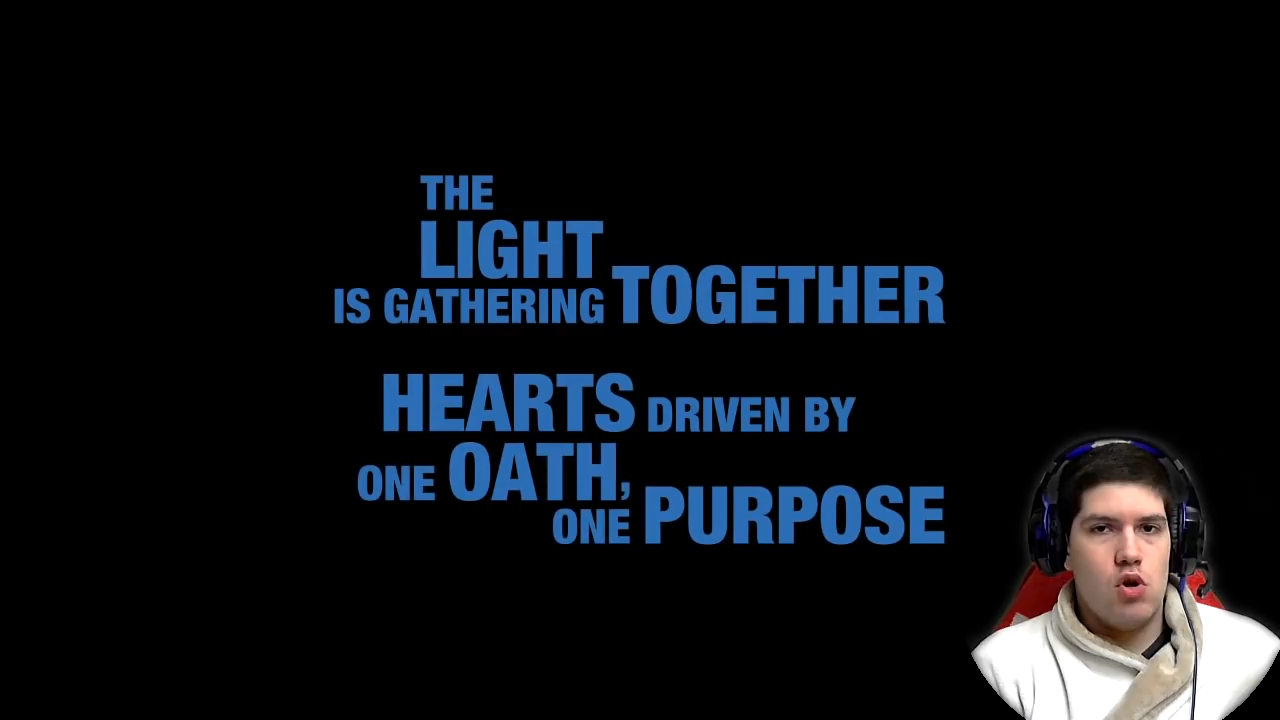 THE
LIGHT
IS GATHERING TOGETHER
HEARTS DRIVEN BY
ONE OATH,
ONE PURPOSE